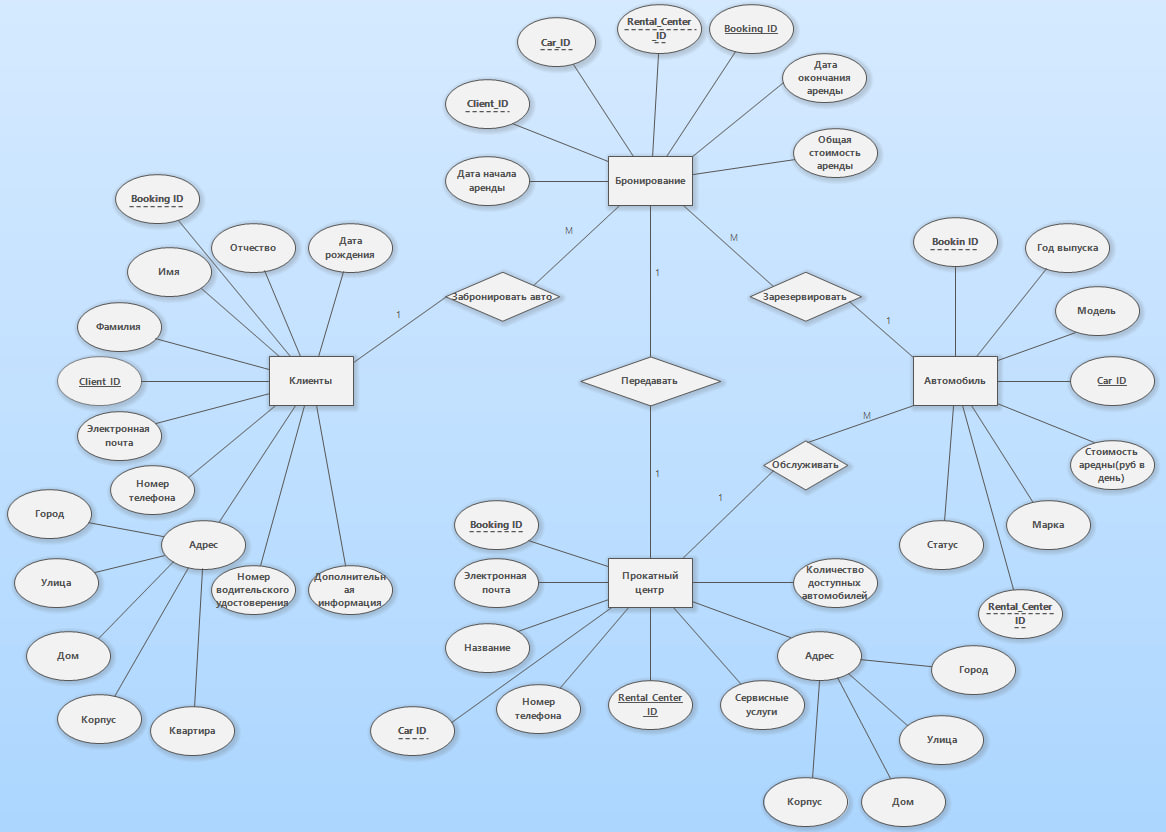 Car_ID
Rental_Center
_ID
Booking_ID
Дата
окончания
аренды
Client_ID
Общая
стоимость
аренды
Дата начала
аренды
Бронирование
Booking ID
Отчество
Дата
рождения
Имя
М
М
1
Bookin ID
Год выпуска
Забронировать авто
Зарезервировать
Модель
Фамилия
1
1
Client_ID
Клиенты
Передавать
Автомобиль
Car_ID
Электронная
почта
М
Обслуживать
Стоимость
аредны(руб в
день)
Номер
телефона
1
1
Город
Адрес
Booking ID
Марка
Статус
Улица
Номер
водительского
удостоверения
Дополнительн
ая
информация
Электронная
почта
Прокатный
центр
Количество
доступных
автомобилей
Rental_Center
ID
Дом
Название
Адрес
Город
Корпус
Квартира
Car ID
Номер
телефона
Rental_Center
_ID
Сервисные
услуги
Улица
Корпус
Дом